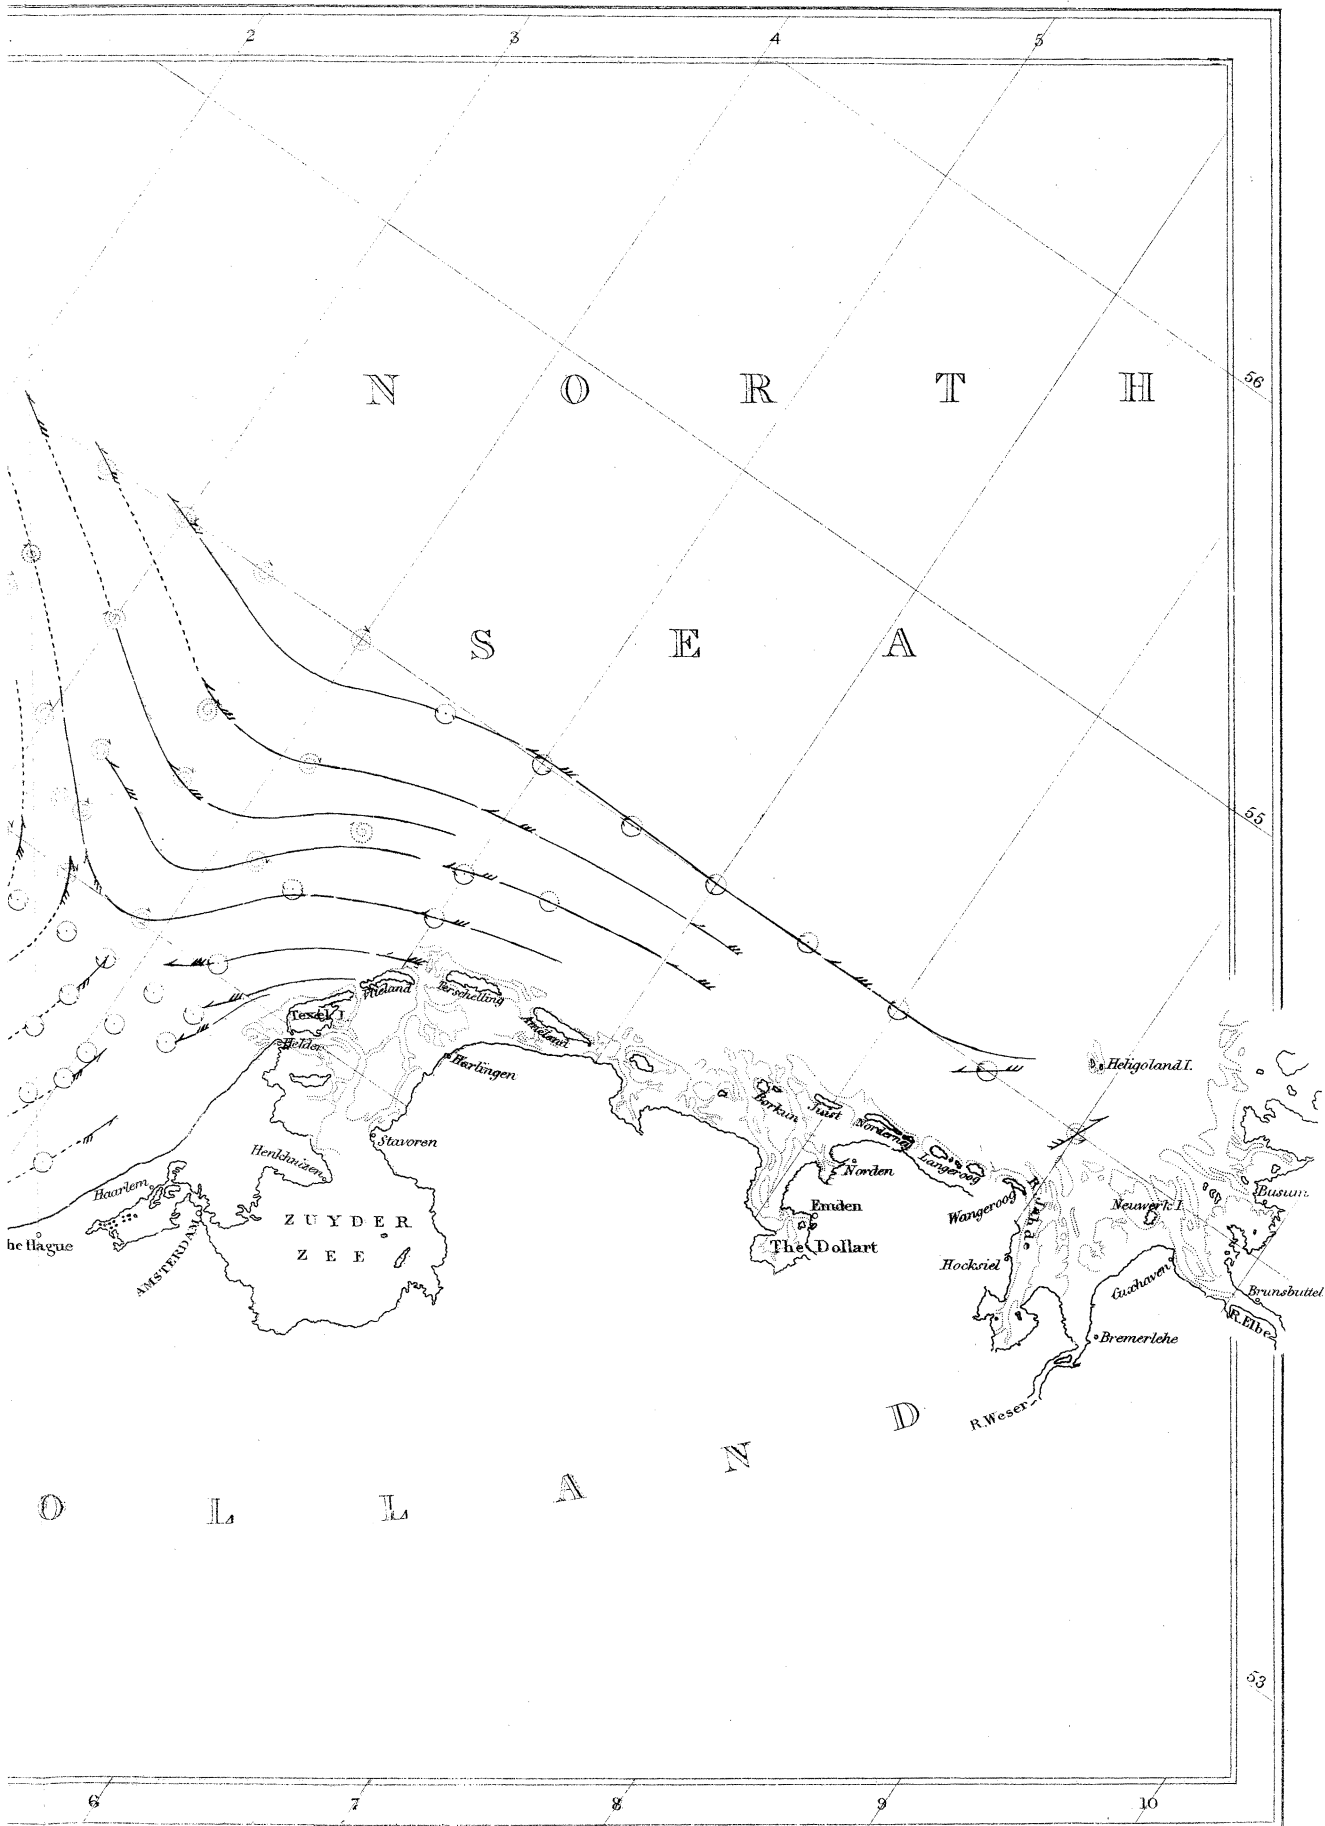 2 3 4 5
N O R T H
56
S E A
55
Vlieland
Terschelling
Texel I.
Ameland
Helder
Harlingen
Heligoland I.
Borkum
Juist
Norderney
Stavoren
Henkhuizen
Langeroog
Norden
Haarlem
Wangeroog
R. Jahde
Neuwerk I.
Busum
Emden
ZUYDER
ZEE
he Hague
AMSTERDAM
The Dollart
Hocksiel
Cuxhaven
Brunsbuttel
R. Elbe
Bremerlehe
R. Weser
O L L A N D
53
6 7 8 9 10